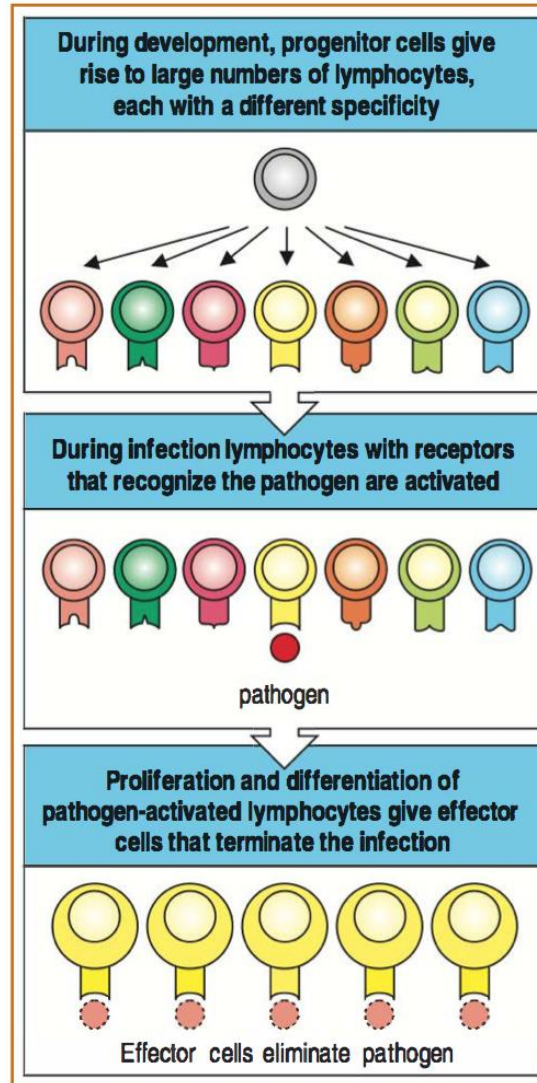 During development, progenitor cells give
rise to large numbers of lymphocytes,
each with a different specificity
During infection lymphocytes with receptors
that recognize the pathogen are activated
pathogen
Proliferation and differentiation of
pathogen-activated lymphocytes give effector
cells that terminate the infection
Effector cells eliminate pathogen